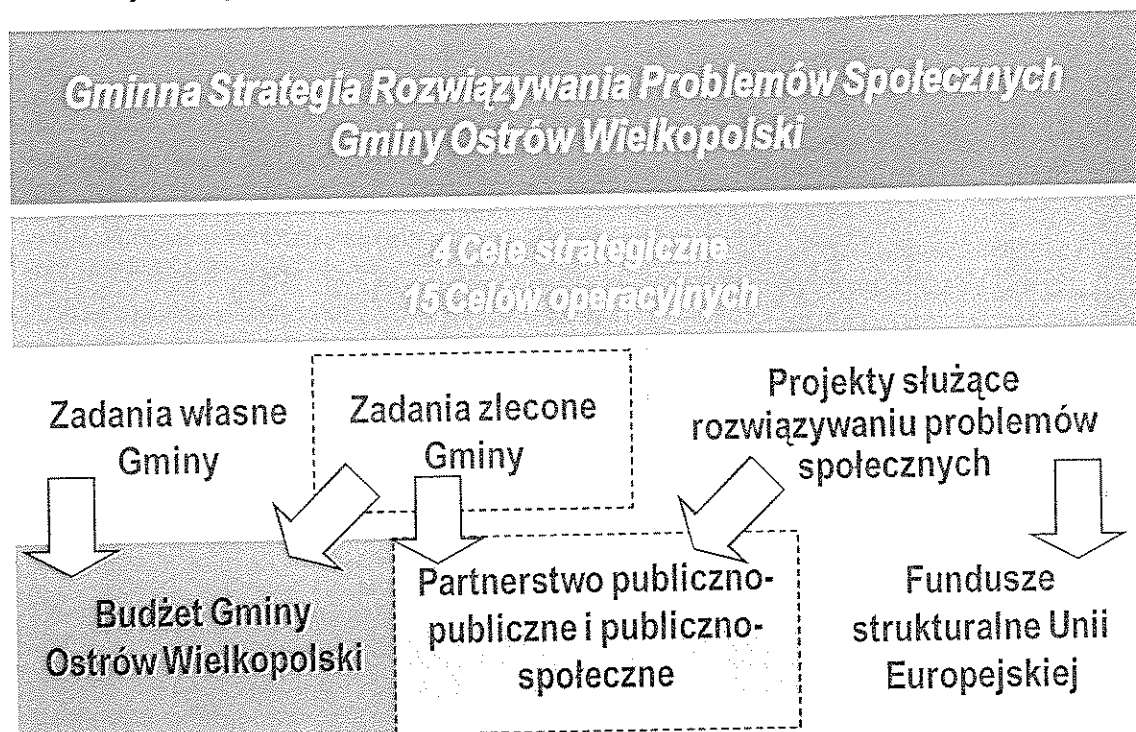 Gminna Strategia Rozwiązywania Problemów Społecznych
Gminy Ostrów Wielkopolski
4 Cele strategiczne
15 Celów operacyjnych
Zadania własne
Gminy
Zadania zlecone
Gminy
Projekty służące
rozwiązywaniu problemów
społecznych
Budżet Gminy
Ostrów Wielkopolski
Partnerstwo publiczno-
publiczne i publiczno-
społeczne
Fundusze
strukturalne Unii
Europejskiej